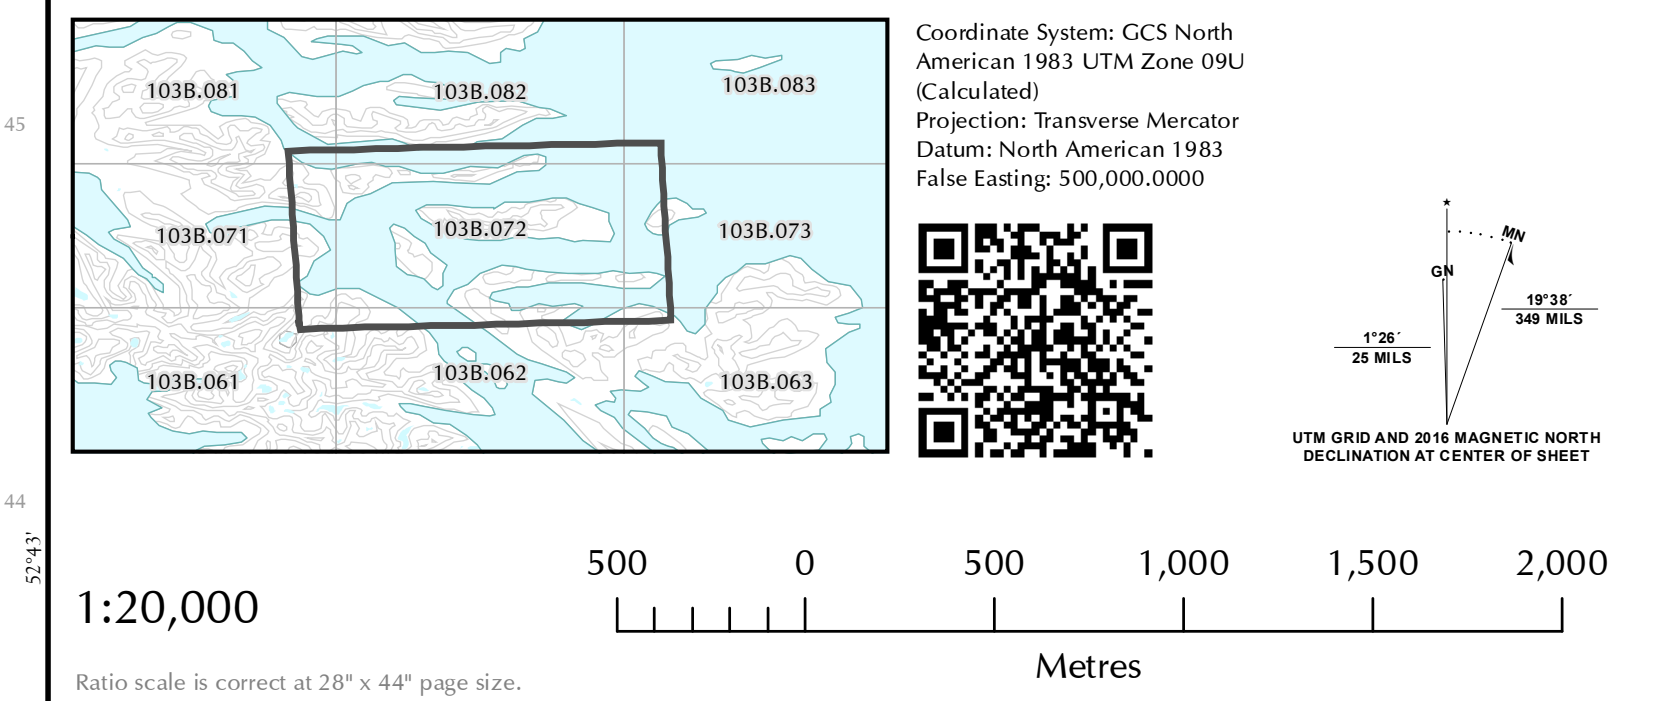 45
44
52°43'
103B.081
103B.082
103B.083
103B.071
103B.072
103B.073
103B.061
103B.062
103B.063
Coordinate System: GCS North
American 1983 UTM Zone 09U
(Calculated)
Projection: Transverse Mercator
Datum: North American 1983
False Easting: 500,000.0000
MN
GN
19°38´
349 MILS
1°26´
25 MILS
UTM GRID AND 2016 MAGNETIC NORTH
DECLINATION AT CENTER OF SHEET
1:20,000
Ratio scale is correct at 28" x 44" page size.
500 0 500 1,000 1,500 2,000
Metres